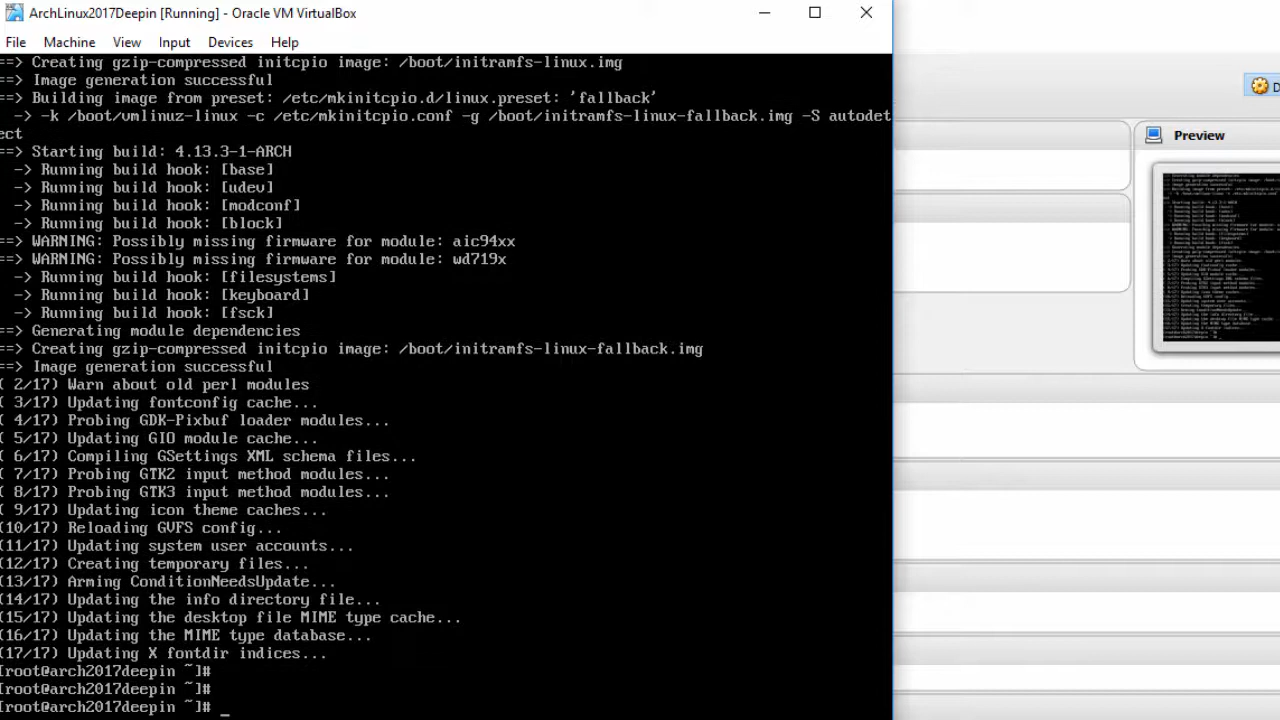 ArchLinux2017Deepin [Running] - Oracle VM VirtualBox
File Machine View Input Devices Help
==> Creating gzip-compressed initcpio image: /boot/initramfs-linux.img
==> Image generation successful
==> Building image from preset: /etc/mkinitcpio.d/linux.preset: 'fallback'
-> -k /boot/vmlinuz-linux -c /etc/mkinitcpio.conf -g /boot/initramfs-linux-fallback.img -S autodet
ect
==> Starting build: 4.13.3-1-ARCH
-> Running build hook: [base]
-> Running build hook: [udev]
-> Running build hook: [modconf]
-> Running build hook: [block]
==> WARNING: Possibly missing firmware for module: aic94xx
==> WARNING: Possibly missing firmware for module: wd719x
-> Running build hook: [filesystems]
-> Running build hook: [keyboard]
-> Running build hook: [fsck]
==> Generating module dependencies
==> Creating gzip-compressed initcpio image: /boot/initramfs-linux-fallback.img
==> Image generation successful
( 2/17) Warn about old perl modules
( 3/17) Updating fontconfig cache...
( 4/17) Probing GDK-Pixbuf loader modules...
( 5/17) Updating GIO module cache...
( 6/17) Compiling GSettings XML schema files...
( 7/17) Probing GTK2 input method modules...
( 8/17) Probing GTK3 input method modules...
( 9/17) Updating icon theme caches...
(10/17) Reloading GVFS config...
(11/17) Updating system user accounts...
(12/17) Creating temporary files...
(13/17) Arming ConditionNeedsUpdate...
(14/17) Updating the info directory file...
(15/17) Updating the desktop file MIME type cache...
(16/17) Updating the MIME type database...
(17/17) Updating X fontdir indices...
[root@arch2017deepin ~]#
[root@arch2017deepin ~]#
[root@arch2017deepin ~]# _
Preview